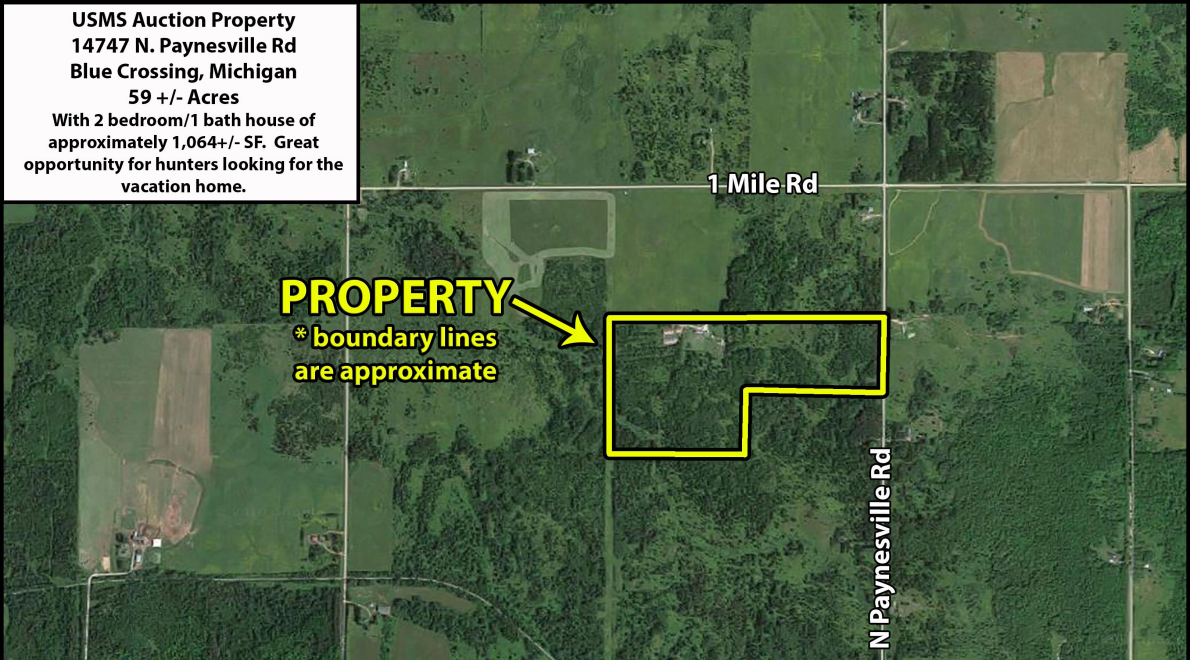 USMS Auction Property
14747 N. Paynesville Rd
Blue Crossing, Michigan
59 +/- Acres
With 2 bedroom/1 bath house of
approximately 1,064+/- SF. Great
opportunity for hunters looking for the
vacation home.
1 Mile Rd
PROPERTY
* boundary lines
are approximate
N Paynesville Rd